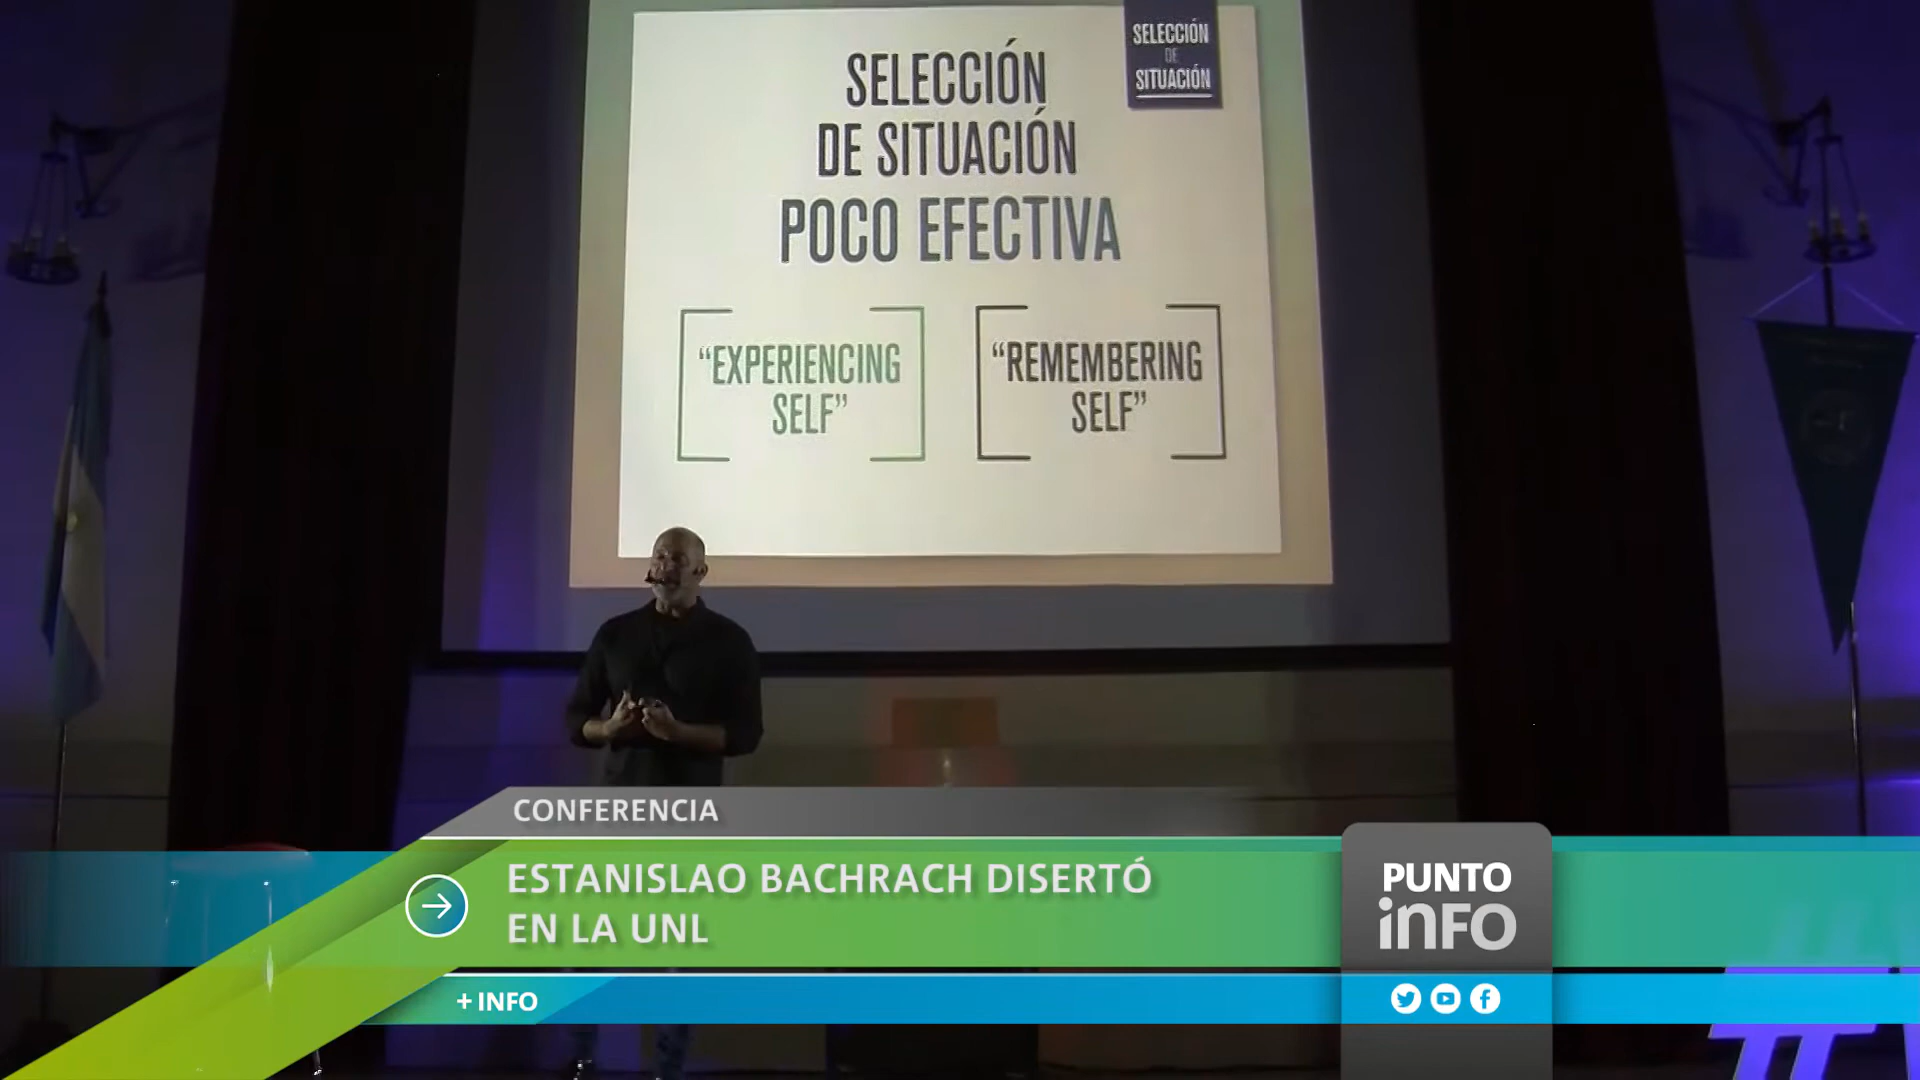 SELECCIÓN
DE
SITUACIÓN
SELECCIÓN
DE SITUACIÓN
POCO EFECTIVA
“EXPERIENCING
SELF”
“REMEMBERING
SELF”
CONFERENCIA
ESTANISLAO BACHRACH DISERTÓ
EN LA UNL
+ INFO
PUNTO
inFO